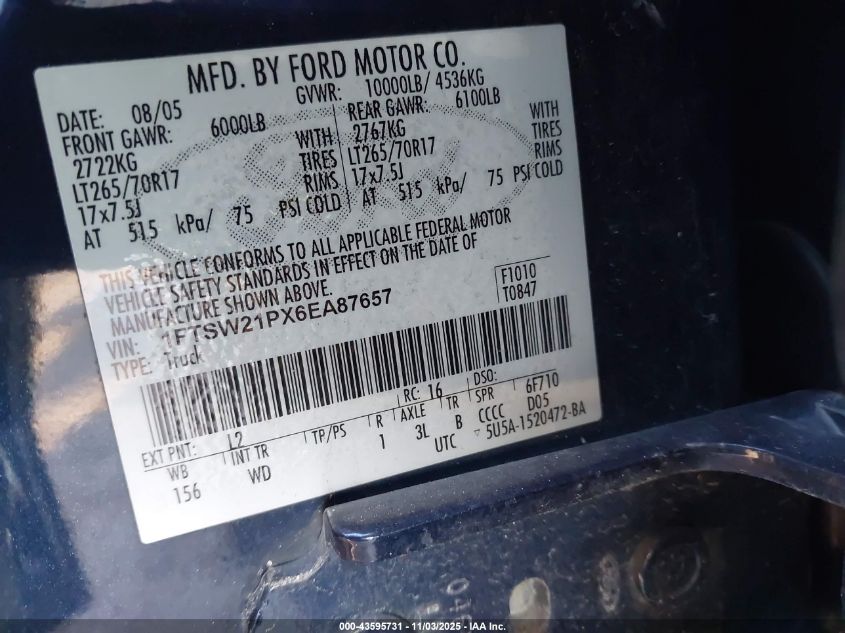 MFD. BY FORD MOTOR CO.
DATE: 08/05 GVWR: 10000LB/ 4536KG
FRONT GAWR: 6000LB REAR GAWR: 6100LB
2722KG WITH 2767KG WITH
LT265/70R17 TIRES LT265/70R17 TIRES
17x7.5J RIMS 17x7.5J RIMS
AT 515 kPa/ 75 PSI COLD AT 515 kPa/ 75 PSI COLD
THIS VEHICLE CONFORMS TO ALL APPLICABLE FEDERAL MOTOR
VEHICLE SAFETY STANDARDS IN EFFECT ON THE DATE OF
MANUFACTURE SHOWN ABOVE.
VIN: 1FTSW21PX6EA87657 F1010
TYPE: Truck T0847
RC: 16 DSO:
EXT PNT: L2 6F710
WB INT TR TP/PS R AXLE TR SPR D05
156 WD 1 3L B CCCC
UTC 5U5A-1520472-BA
000-43595731 - 11/03/2025 - IAA Inc.